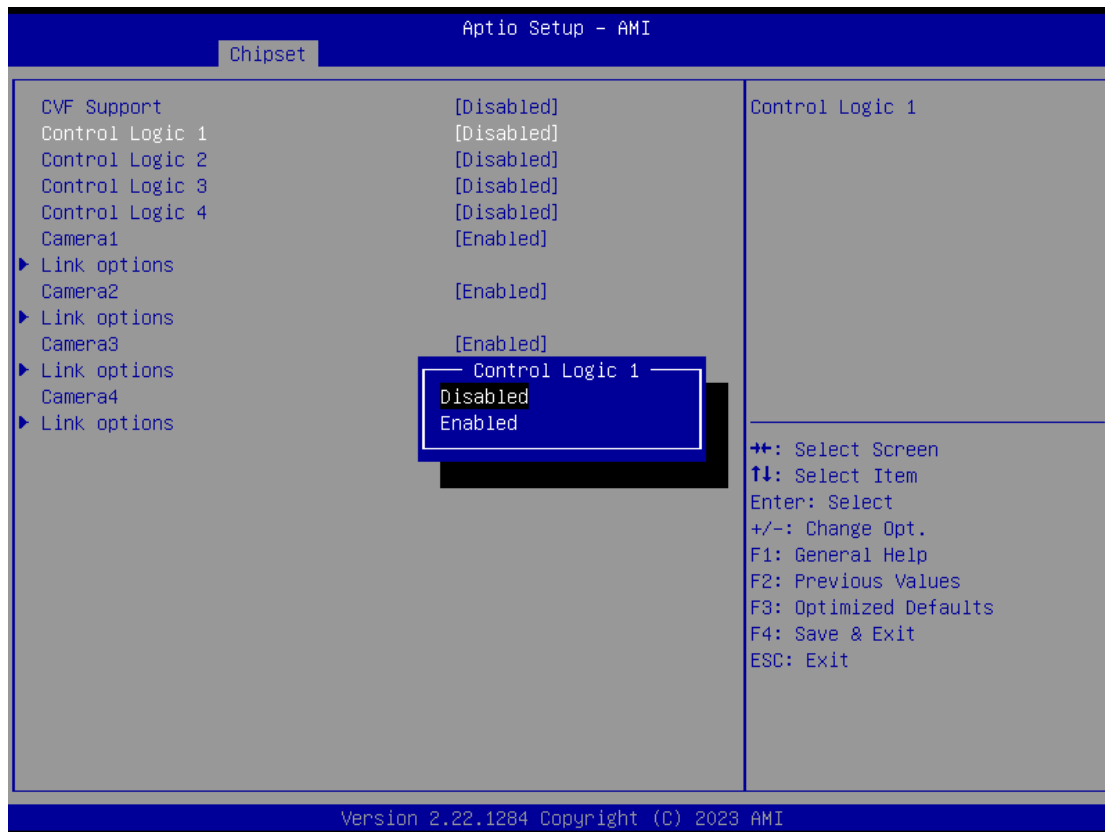 Aptio Setup - AMI
Chipset
CVF Support [Disabled]
Control Logic 1 [Disabled]
Control Logic 2 [Disabled]
Control Logic 3 [Disabled]
Control Logic 4 [Disabled]
Camera1 [Enabled]
Link options
Camera2 [Enabled]
Link options
Camera3 [Enabled]
Link options
Camera4
Link options
Control Logic 1
Disabled
Enabled
Control Logic 1
→←: Select Screen
↑↓: Select Item
Enter: Select
+/-: Change Opt.
F1: General Help
F2: Previous Values
F3: Optimized Defaults
F4: Save & Exit
ESC: Exit
Version 2.22.1284 Copyright (C) 2023 AMI